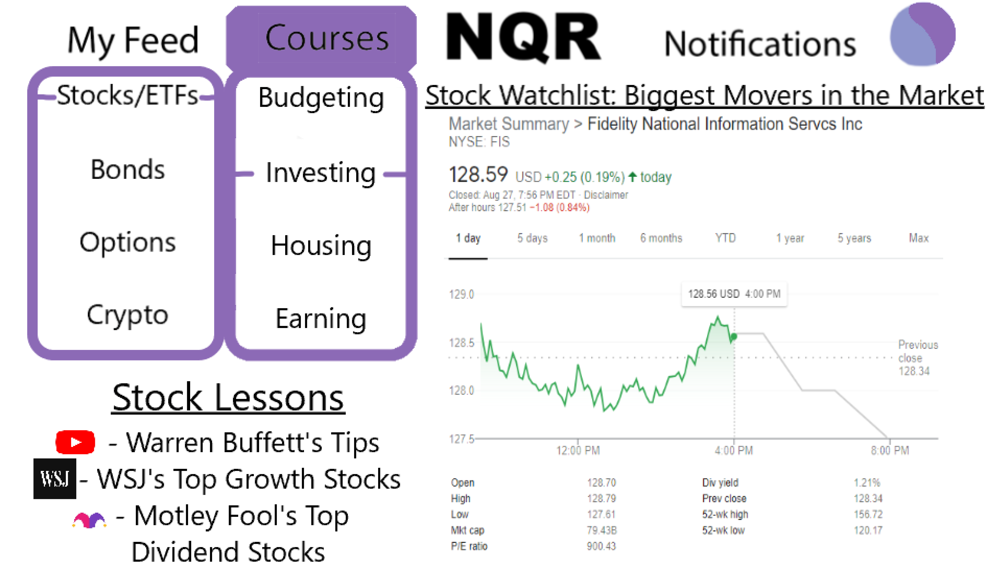 My Feed
Courses
NQR
Notifications
Stocks/ETFs
Bonds
Options
Crypto
Budgeting
Investing
Housing
Earning
Stock Lessons
- Warren Buffett's Tips
WSJ - WSJ's Top Growth Stocks
- Motley Fool's Top
Dividend Stocks
Stock Watchlist: Biggest Movers in the Market
Market Summary > Fidelity National Information Servcs Inc
NYSE: FIS
128.59 USD +0.25 (0.19%) ↑ today
Closed: Aug 27, 7:56 PM EDT · Disclaimer
After hours 127.51 −1.08 (0.84%)
1 day 5 days 1 month 6 months YTD 1 year 5 years Max
128.56 USD 4:00 PM
129.0
128.5
128.0
127.5
Previous
close
128.34
12:00 PM 4:00 PM 8:00 PM
Open 128.70 Div yield 1.21%
High 128.79 Prev close 128.34
Low 127.61 52-wk high 156.72
Mkt cap 79.43B 52-wk low 120.17
P/E ratio 900.43